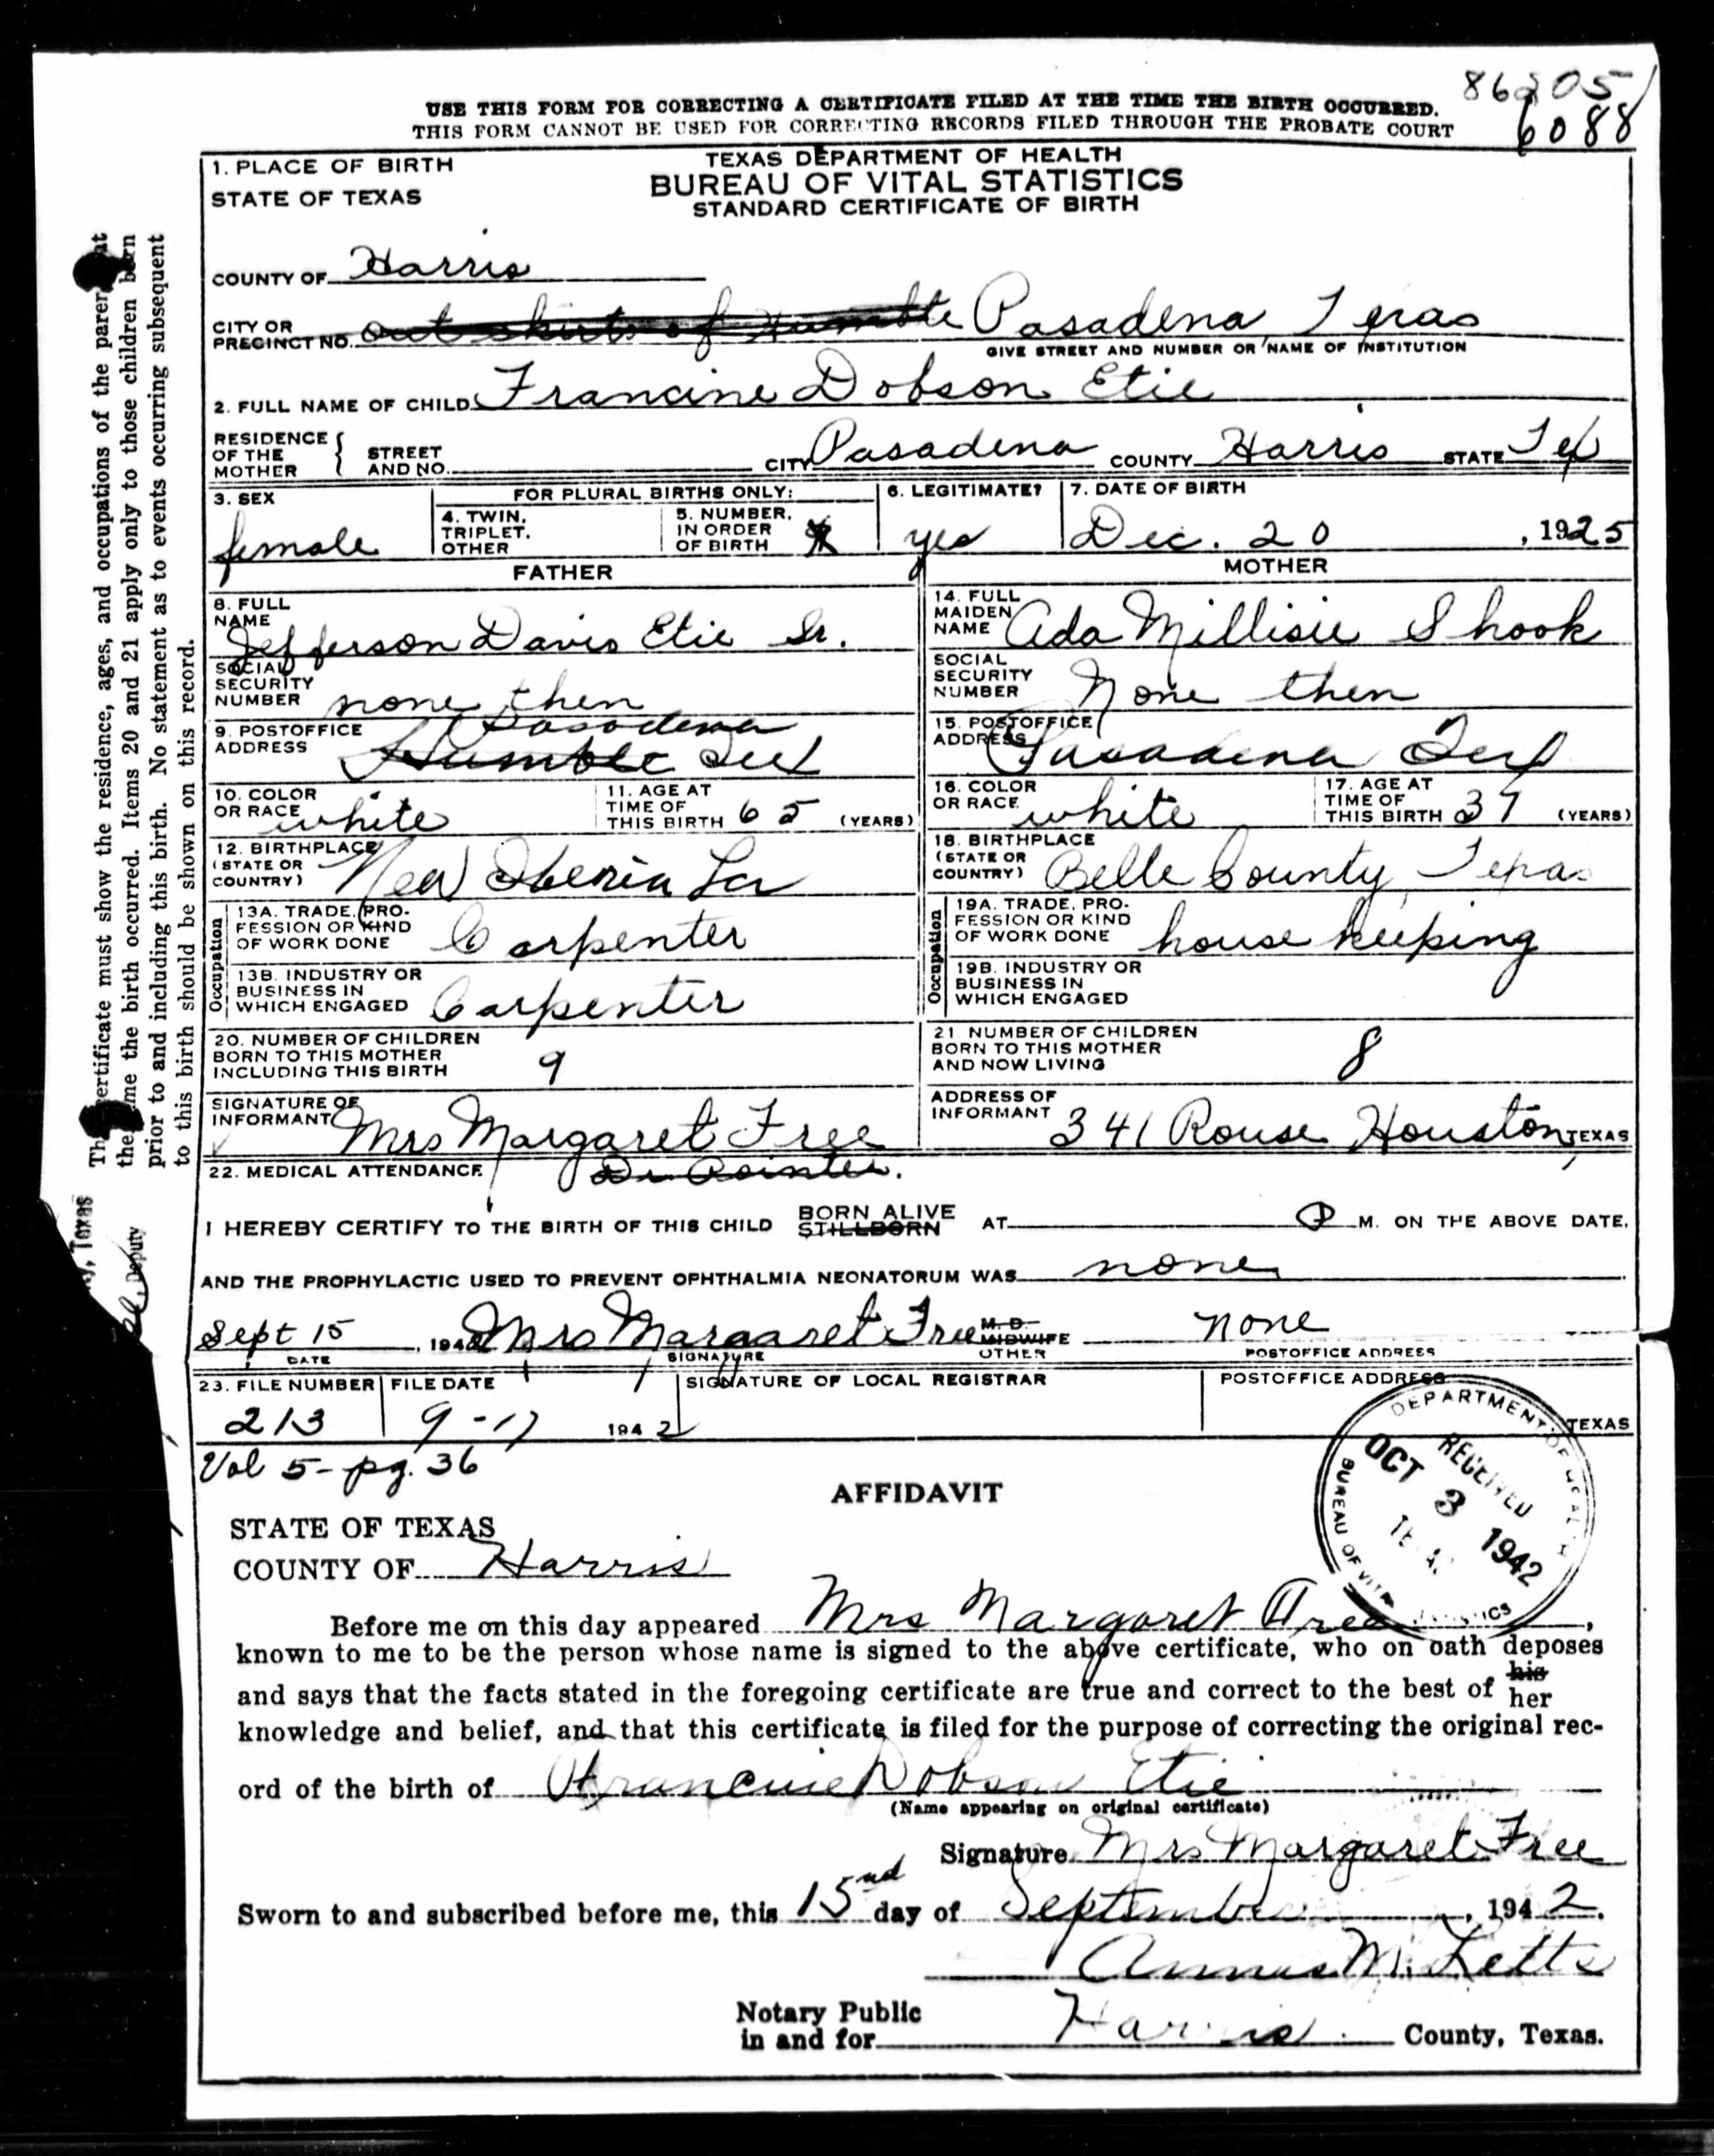 86205
6088
USE THIS FORM FOR CORRECTING A CERTIFICATE FILED AT THE TIME THE BIRTH OCCURRED.
THIS FORM CANNOT BE USED FOR CORRECTING RECORDS FILED THROUGH THE PROBATE COURT
1. PLACE OF BIRTH
STATE OF TEXAS
TEXAS DEPARTMENT OF HEALTH
BUREAU OF VITAL STATISTICS
STANDARD CERTIFICATE OF BIRTH
COUNTY OF Harris
CITY OR PRECINCT NO. out skirts of Humble Pasadena Texas
GIVE STREET AND NUMBER OR NAME OF INSTITUTION
2. FULL NAME OF CHILD Francine Dobson Etie
RESIDENCE OF THE MOTHER { STREET AND NO. CITY Pasadena COUNTY Harris STATE Tex
3. SEX female
FOR PLURAL BIRTHS ONLY:
4. TWIN, TRIPLET, OTHER
5. NUMBER, IN ORDER OF BIRTH
6. LEGITIMATE? yes
7. DATE OF BIRTH Dec. 20, 1925
FATHER
MOTHER
8. FULL NAME Jefferson Davis Etie Sr.
14. FULL MAIDEN NAME Ada Millisie Shook
SOCIAL SECURITY NUMBER none then
SOCIAL SECURITY NUMBER None then
9. POSTOFFICE ADDRESS Pasadena
Humble Tex
15. POSTOFFICE ADDRESS Pasadena Tex
10. COLOR OR RACE white
11. AGE AT TIME OF THIS BIRTH 65 (YEARS)
16. COLOR OR RACE white
17. AGE AT TIME OF THIS BIRTH 37 (YEARS)
12. BIRTHPLACE (STATE OR COUNTRY) New Iberia La
18. BIRTHPLACE (STATE OR COUNTRY) Belle County Texas
Occupation
13A. TRADE, PROFESSION OR KIND OF WORK DONE Carpenter
13B. INDUSTRY OR BUSINESS IN WHICH ENGAGED Carpenter
Occupation
19A. TRADE, PROFESSION OR KIND OF WORK DONE house keeping
19B. INDUSTRY OR BUSINESS IN WHICH ENGAGED
20. NUMBER OF CHILDREN BORN TO THIS MOTHER INCLUDING THIS BIRTH 9
21. NUMBER OF CHILDREN BORN TO THIS MOTHER AND NOW LIVING 8
SIGNATURE OF INFORMANT Mrs Margaret Free
ADDRESS OF INFORMANT 341 Rouse Houston, TEXAS
22. MEDICAL ATTENDANCE Dr Pointer.
I HEREBY CERTIFY TO THE BIRTH OF THIS CHILD BORN ALIVE STILLBORN AT P M. ON THE ABOVE DATE,
AND THE PROPHYLACTIC USED TO PREVENT OPHTHALMIA NEONATORUM WAS none
Sept 15, 1942 Mrs Margaret Free M. D. MIDWIFE OTHER none
DATE SIGNATURE POSTOFFICE ADDRESS
23. FILE NUMBER 213
FILE DATE 9-17 1942
SIGNATURE OF LOCAL REGISTRAR
POSTOFFICE ADDRESS
TEXAS
Vol 5- pg. 36
DEPARTMENT OF HEALTH
RECEIVED
OCT 3 1942
BUREAU OF VITAL STATISTICS
AFFIDAVIT
STATE OF TEXAS
COUNTY OF Harris
Before me on this day appeared Mrs Margaret Free,
known to me to be the person whose name is signed to the above certificate, who on oath deposes
and says that the facts stated in the foregoing certificate are true and correct to the best of his her
knowledge and belief, and that this certificate is filed for the purpose of correcting the original rec-
ord of the birth of Francine Dobson Etie
(Name appearing on original certificate)
Signature Mrs Margaret Free
Sworn to and subscribed before me, this 15nd day of September, 1942.
Annie M. Letts
Notary Public
in and for Harris County, Texas.
certificate must show the residence, ages, and occupations of the parent at
the birth occurred. Items 20 and 21 apply only to those children born
prior to and including this birth. No statement as to events occurring subsequent
to this birth should be shown on this record.
Texas
Deputy